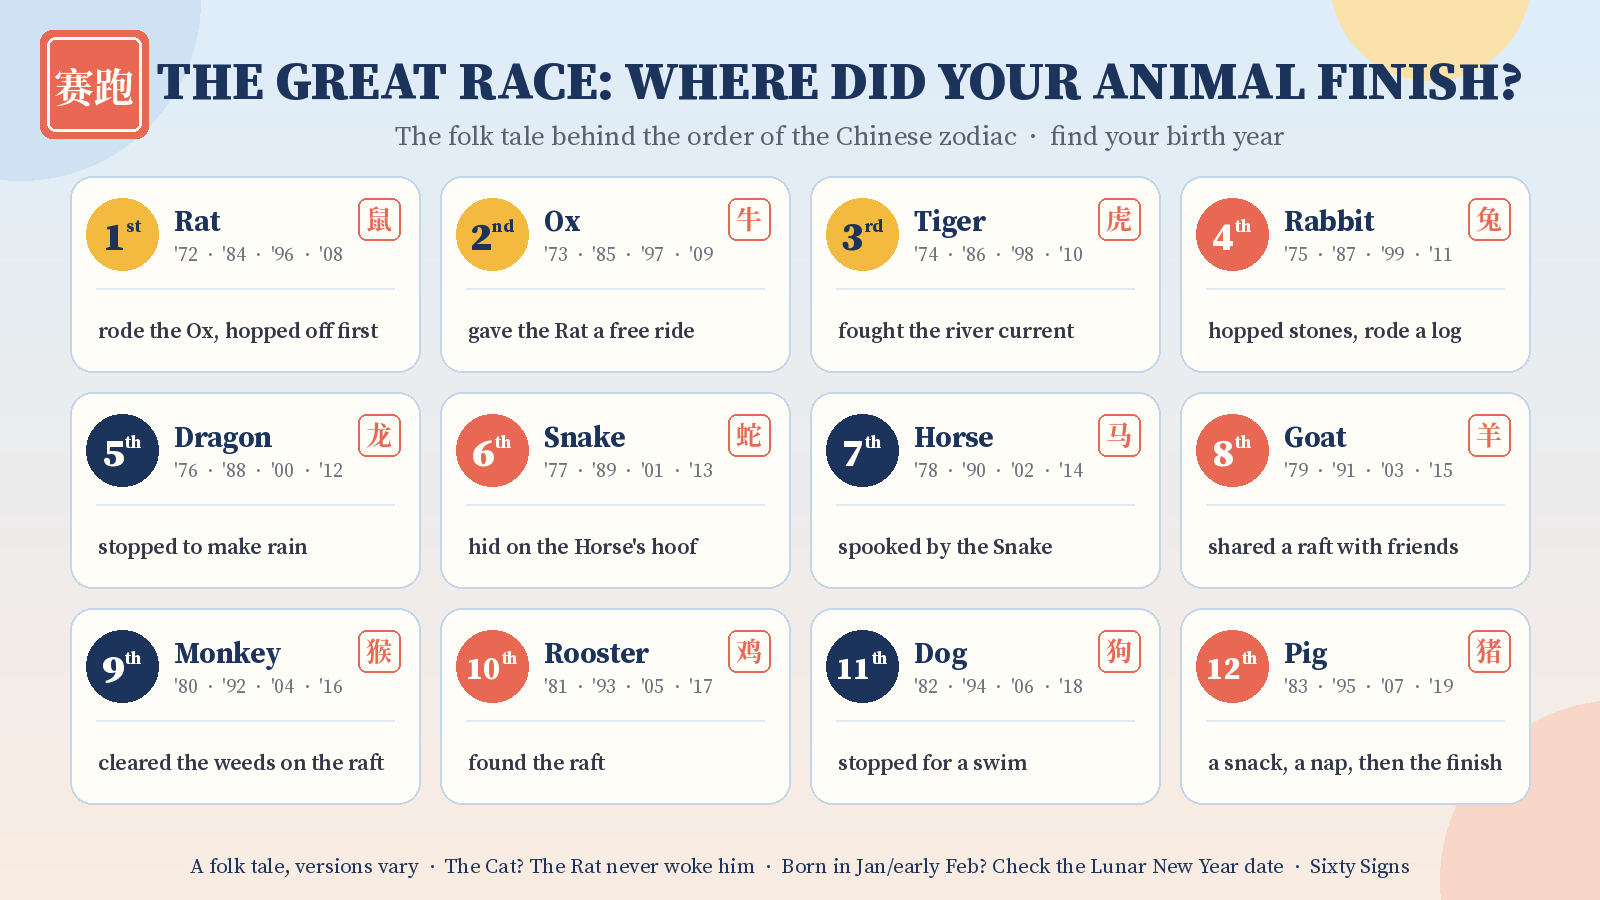 赛跑
THE GREAT RACE: WHERE DID YOUR ANIMAL FINISH?
The folk tale behind the order of the Chinese zodiac · find your birth year
1st
Rat
鼠
'72 · '84 · '96 · '08
rode the Ox, hopped off first
2nd
Ox
牛
'73 · '85 · '97 · '09
gave the Rat a free ride
3rd
Tiger
虎
'74 · '86 · '98 · '10
fought the river current
4th
Rabbit
兔
'75 · '87 · '99 · '11
hopped stones, rode a log
5th
Dragon
龙
'76 · '88 · '00 · '12
stopped to make rain
6th
Snake
蛇
'77 · '89 · '01 · '13
hid on the Horse's hoof
7th
Horse
马
'78 · '90 · '02 · '14
spooked by the Snake
8th
Goat
羊
'79 · '91 · '03 · '15
shared a raft with friends
9th
Monkey
猴
'80 · '92 · '04 · '16
cleared the weeds on the raft
10th
Rooster
鸡
'81 · '93 · '05 · '17
found the raft
11th
Dog
狗
'82 · '94 · '06 · '18
stopped for a swim
12th
Pig
猪
'83 · '95 · '07 · '19
a snack, a nap, then the finish
A folk tale, versions vary · The Cat? The Rat never woke him · Born in Jan/early Feb? Check the Lunar New Year date · Sixty Signs